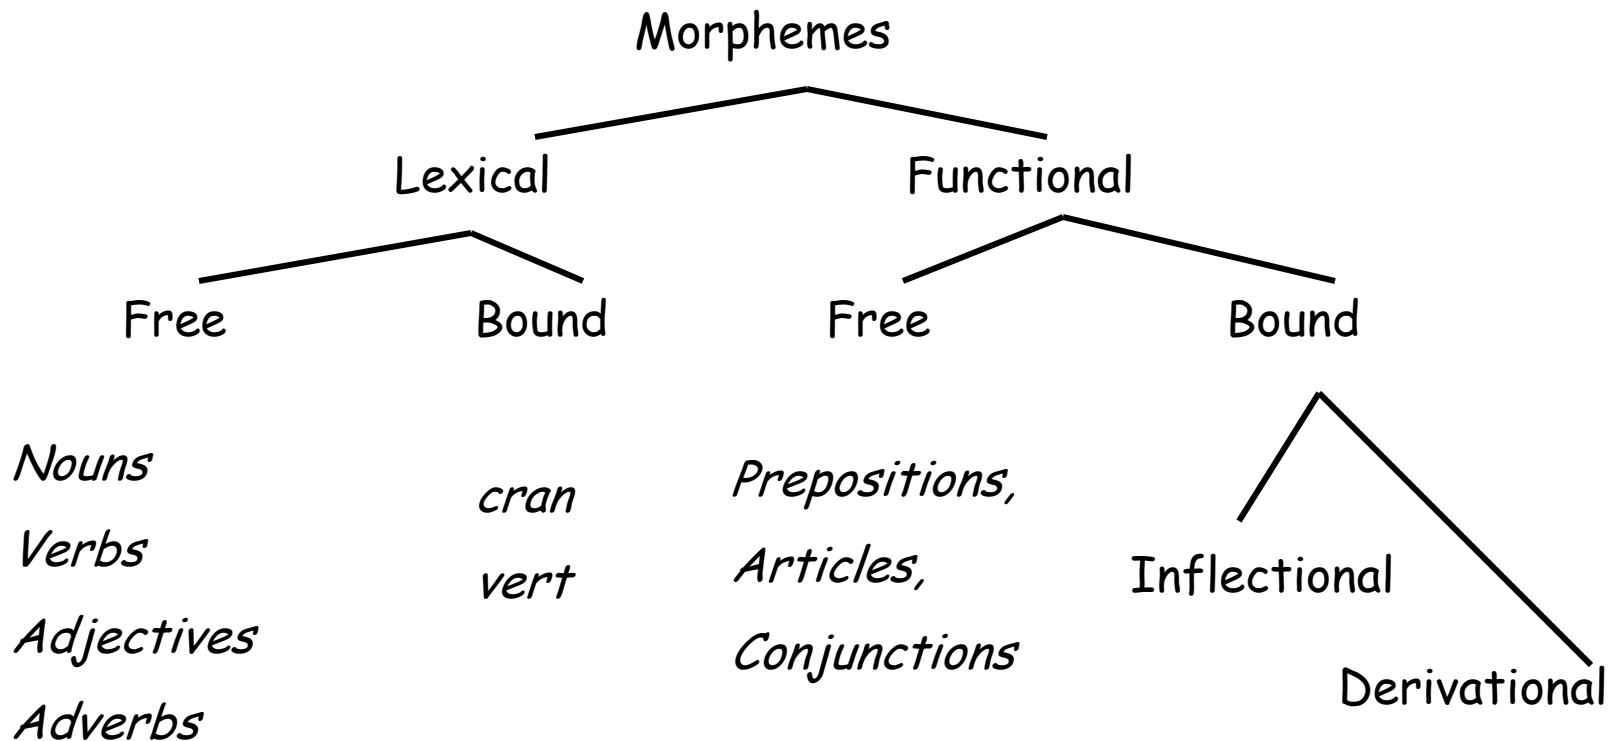 Morphemes
Lexical
Functional
Free
Bound
Free
Bound
Nouns
Verbs
Adjectives
Adverbs
cran
vert
Prepositions,
Articles,
Conjunctions
Inflectional
Derivational